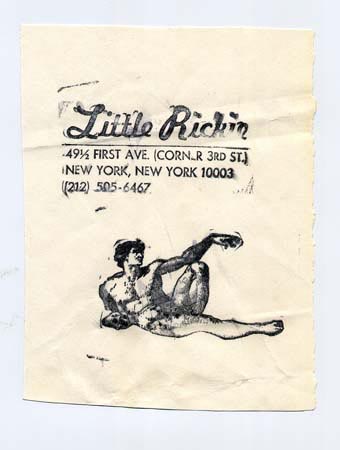 Little Rickie
49½ FIRST AVE. (CORN_R 3RD ST.)
NEW YORK, NEW YORK 10003
(212) 505-6467